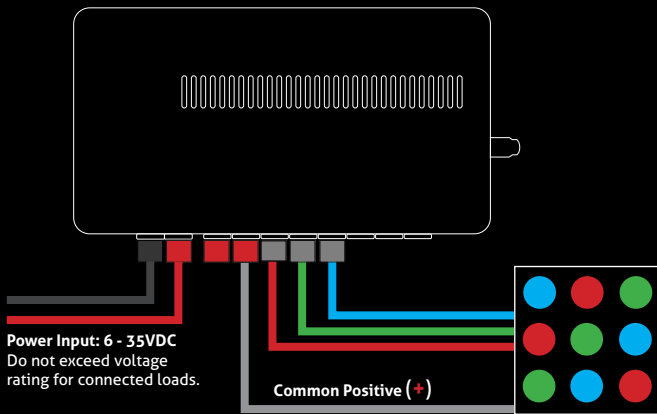 Power Input: 6 - 35VDC
Do not exceed voltage
rating for connected loads.
Common Positive (+)